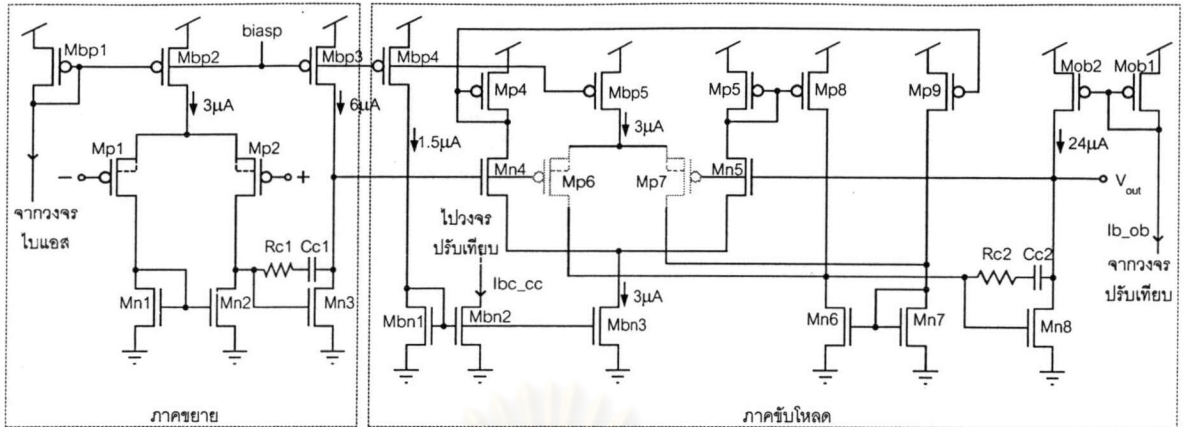 Mbp1
Mbp2
biasp
Mbp3
Mbp4
Mp4
Mbp5
Mp5
Mp8
Mp9
Mob2
Mob1
3µA
6µA
1.5µA
3µA
24µA
Mp1
Mp2
−
+
Mn4
Mp6
Mp7
Mn5
Vout
จากวงจร
ไบแอส
ไปวงจร
ปรับเทียบ
Ibc_cc
Ib_ob
จากวงจร
ปรับเทียบ
Rc1
Cc1
Rc2
Cc2
3µA
Mn1
Mn2
Mn3
Mbn1
Mbn2
Mbn3
Mn6
Mn7
Mn8
ภาคขยาย
ภาคขับโหลด